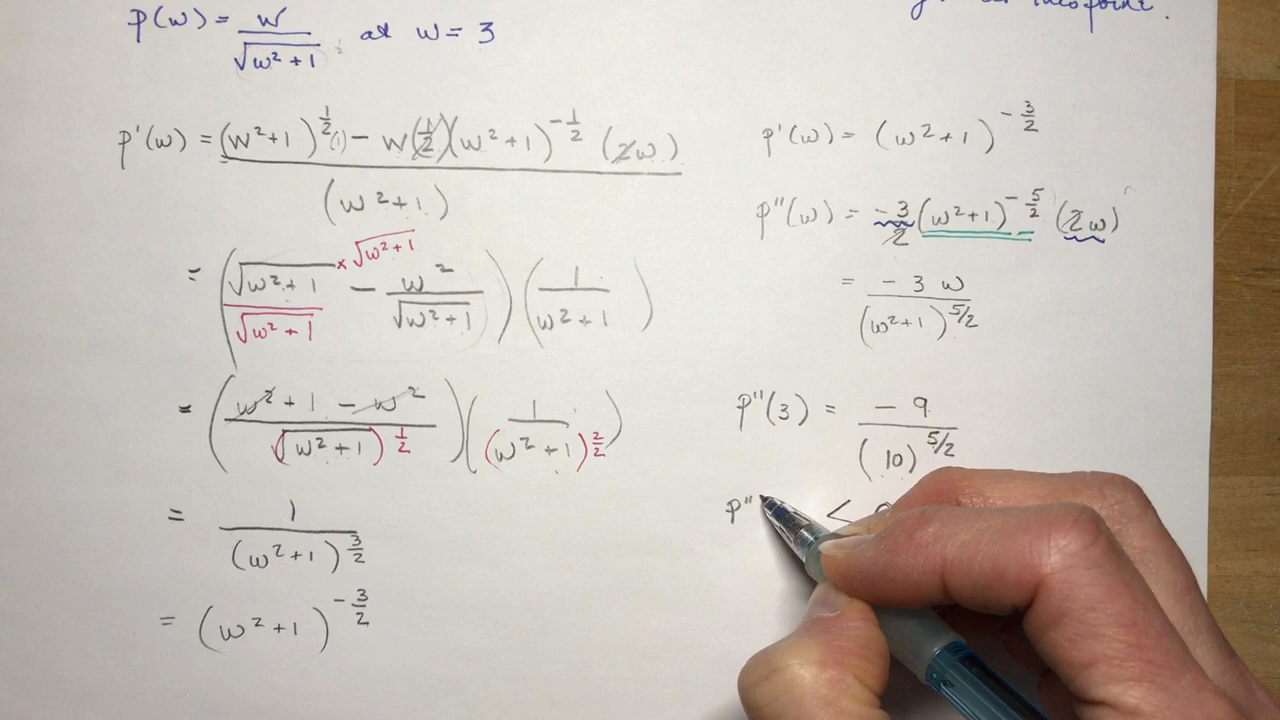 p(w) = w/√(w² + 1) at w = 3
point.
p'(w) = ((w²+1)^(1/2) (1) − w(1/2)(w²+1)^(−1/2) (2w)) / (w²+1)
= (√(w²+1)/√(w²+1) × √(w²+1) − w²/√(w²+1)) (1/(w²+1))
= ((w² + 1 − w²)/(√(w²+1))^(1/2)) (1/(w²+1)^(2/2))
= 1/(w²+1)^(3/2)
= (w²+1)^(−3/2)
p'(w) = (w²+1)^(−3/2)
p''(w) = −3/2 (w²+1)^(−5/2) (2w)
= −3w/(w²+1)^(5/2)
p''(3) = −9/(10)^(5/2)
p'' <